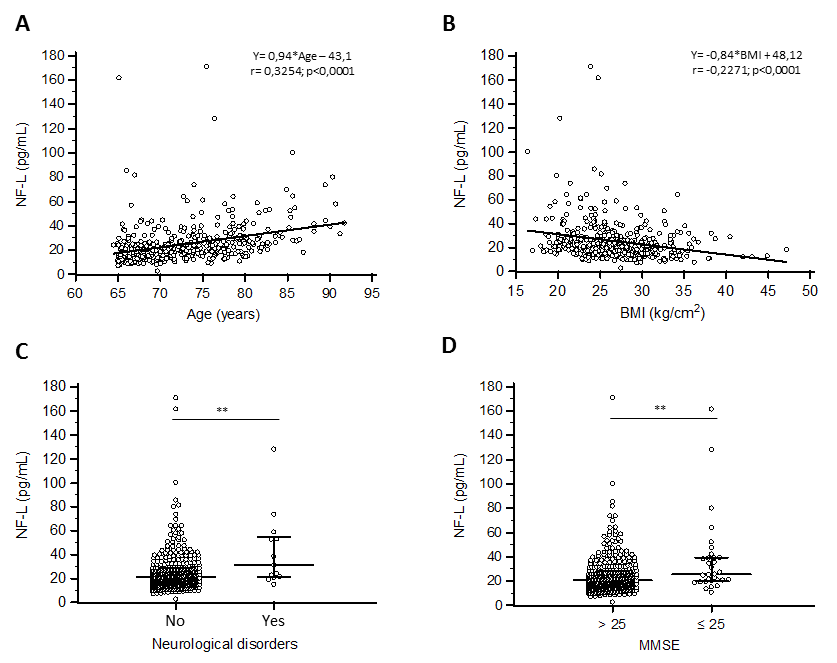 A
Y= 0,94*Age – 43,1
r= 0,3254; p<0,0001
NF-L (pg/mL)
180
160
140
120
100
80
60
40
20
0
60 65 70 75 80 85 90 95
Age (years)
B
Y= -0,84*BMI + 48,12
r= -0,2271; p<0,0001
NF-L (pg/mL)
180
160
140
120
100
80
60
40
20
0
15 20 25 30 35 40 45 50
BMI (kg/cm²)
C
**
NF-L (pg/mL)
180
160
140
120
100
80
60
40
20
0
No Yes
Neurological disorders
D
**
NF-L (pg/mL)
180
160
140
120
100
80
60
40
20
0
> 25 ≤ 25
MMSE